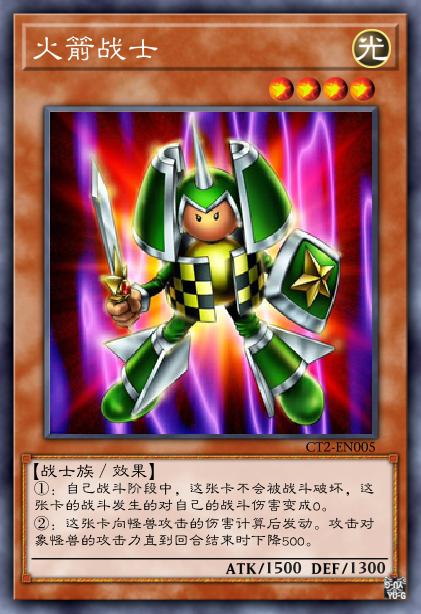 火箭战士
光
CT2-EN005
【战士族／效果】
①：自己战斗阶段中，这张卡不会被战斗破坏，这
张卡的战斗发生的对自己的战斗伤害变成0。
②：这张卡向怪兽攻击的伤害计算后发动。攻击对
象怪兽的攻击力直到回合结束时下降500。
ATK/1500 DEF/1300